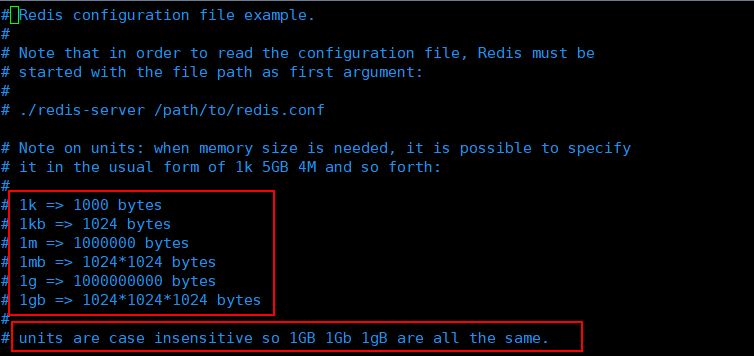 # Redis configuration file example.
#
# Note that in order to read the configuration file, Redis must be
# started with the file path as first argument:
#
# ./redis-server /path/to/redis.conf

# Note on units: when memory size is needed, it is possible to specify
# it in the usual form of 1k 5GB 4M and so forth:
#
# 1k => 1000 bytes
# 1kb => 1024 bytes
# 1m => 1000000 bytes
# 1mb => 1024*1024 bytes
# 1g => 1000000000 bytes
# 1gb => 1024*1024*1024 bytes
#
# units are case insensitive so 1GB 1Gb 1gB are all the same.